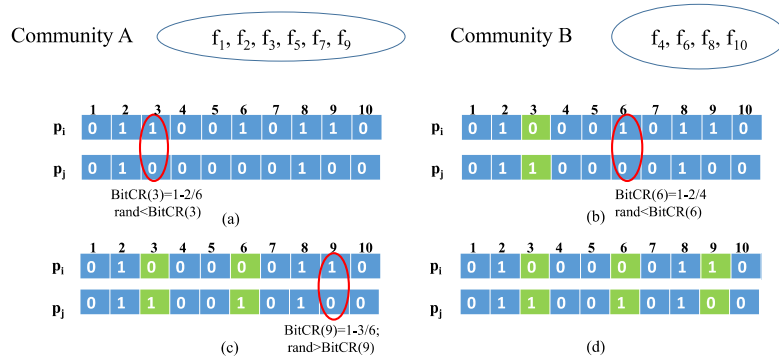 Community A f₁, f₂, f₃, f₅, f₇, f₉
Community B f₄, f₆, f₈, f₁₀
1 2 3 4 5 6 7 8 9 10
pᵢ 0 1 1 0 0 1 0 1 1 0
pⱼ 0 1 0 0 0 0 0 1 0 0
BitCR(3)=1-2/6
rand<BitCR(3)
(a)
1 2 3 4 5 6 7 8 9 10
pᵢ 0 1 0 0 0 1 0 1 1 0
pⱼ 0 1 1 0 0 0 0 1 0 0
BitCR(6)=1-2/4
rand<BitCR(6)
(b)
1 2 3 4 5 6 7 8 9 10
pᵢ 0 1 0 0 0 0 0 1 1 0
pⱼ 0 1 1 0 0 1 0 1 0 0
BitCR(9)=1-3/6;
rand>BitCR(9)
(c)
1 2 3 4 5 6 7 8 9 10
pᵢ 0 1 0 0 0 0 0 1 1 0
pⱼ 0 1 1 0 0 1 0 1 0 0
(d)